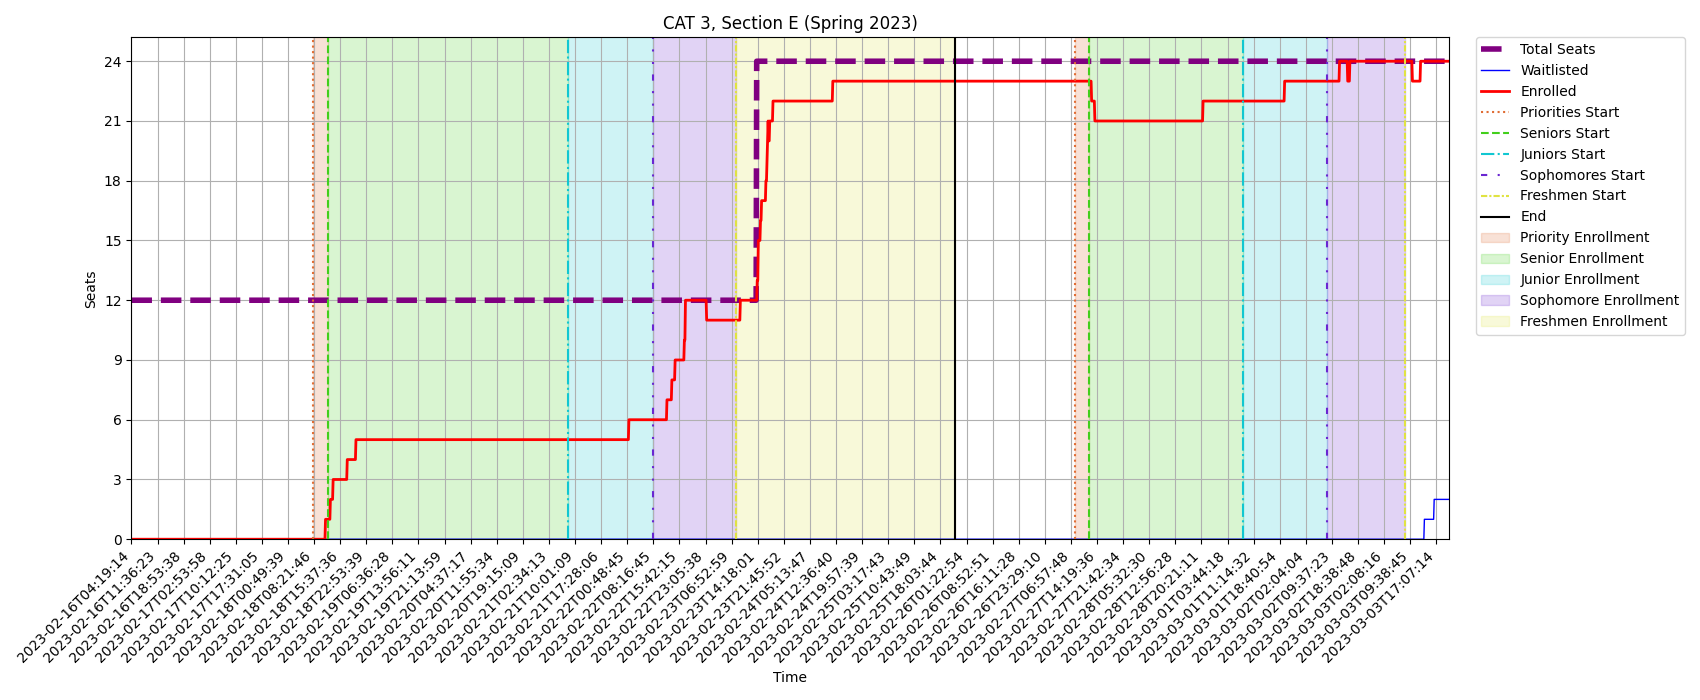 CAT 3, Section E (Spring 2023)
Seats
24
21
18
15
12
9
6
3
0
2023-02-16T04:19:14
2023-02-16T11:36:23
2023-02-16T18:53:38
2023-02-17T02:53:58
2023-02-17T10:12:25
2023-02-17T17:31:05
2023-02-18T00:49:39
2023-02-18T08:21:46
2023-02-18T15:37:36
2023-02-18T22:53:39
2023-02-19T06:36:28
2023-02-19T13:56:11
2023-02-19T21:13:59
2023-02-20T04:37:17
2023-02-20T11:55:34
2023-02-20T19:15:09
2023-02-21T02:34:13
2023-02-21T10:01:09
2023-02-21T17:28:06
2023-02-22T00:48:45
2023-02-22T08:16:45
2023-02-22T15:42:15
2023-02-22T23:05:38
2023-02-23T06:52:59
2023-02-23T14:18:01
2023-02-23T21:45:52
2023-02-24T05:13:47
2023-02-24T12:36:40
2023-02-24T19:57:39
2023-02-25T03:17:43
2023-02-25T10:43:49
2023-02-25T18:03:44
2023-02-26T01:22:54
2023-02-26T08:52:51
2023-02-26T16:11:28
2023-02-26T23:29:10
2023-02-27T06:57:48
2023-02-27T14:19:36
2023-02-27T21:42:34
2023-02-28T05:32:30
2023-02-28T12:56:28
2023-02-28T20:21:11
2023-03-01T03:44:18
2023-03-01T11:14:32
2023-03-01T18:40:54
2023-03-02T02:04:04
2023-03-02T09:37:23
2023-03-02T18:38:48
2023-03-03T02:08:16
2023-03-03T09:38:45
2023-03-03T17:07:14
Time
Total Seats
Waitlisted
Enrolled
Priorities Start
Seniors Start
Juniors Start
Sophomores Start
Freshmen Start
End
Priority Enrollment
Senior Enrollment
Junior Enrollment
Sophomore Enrollment
Freshmen Enrollment